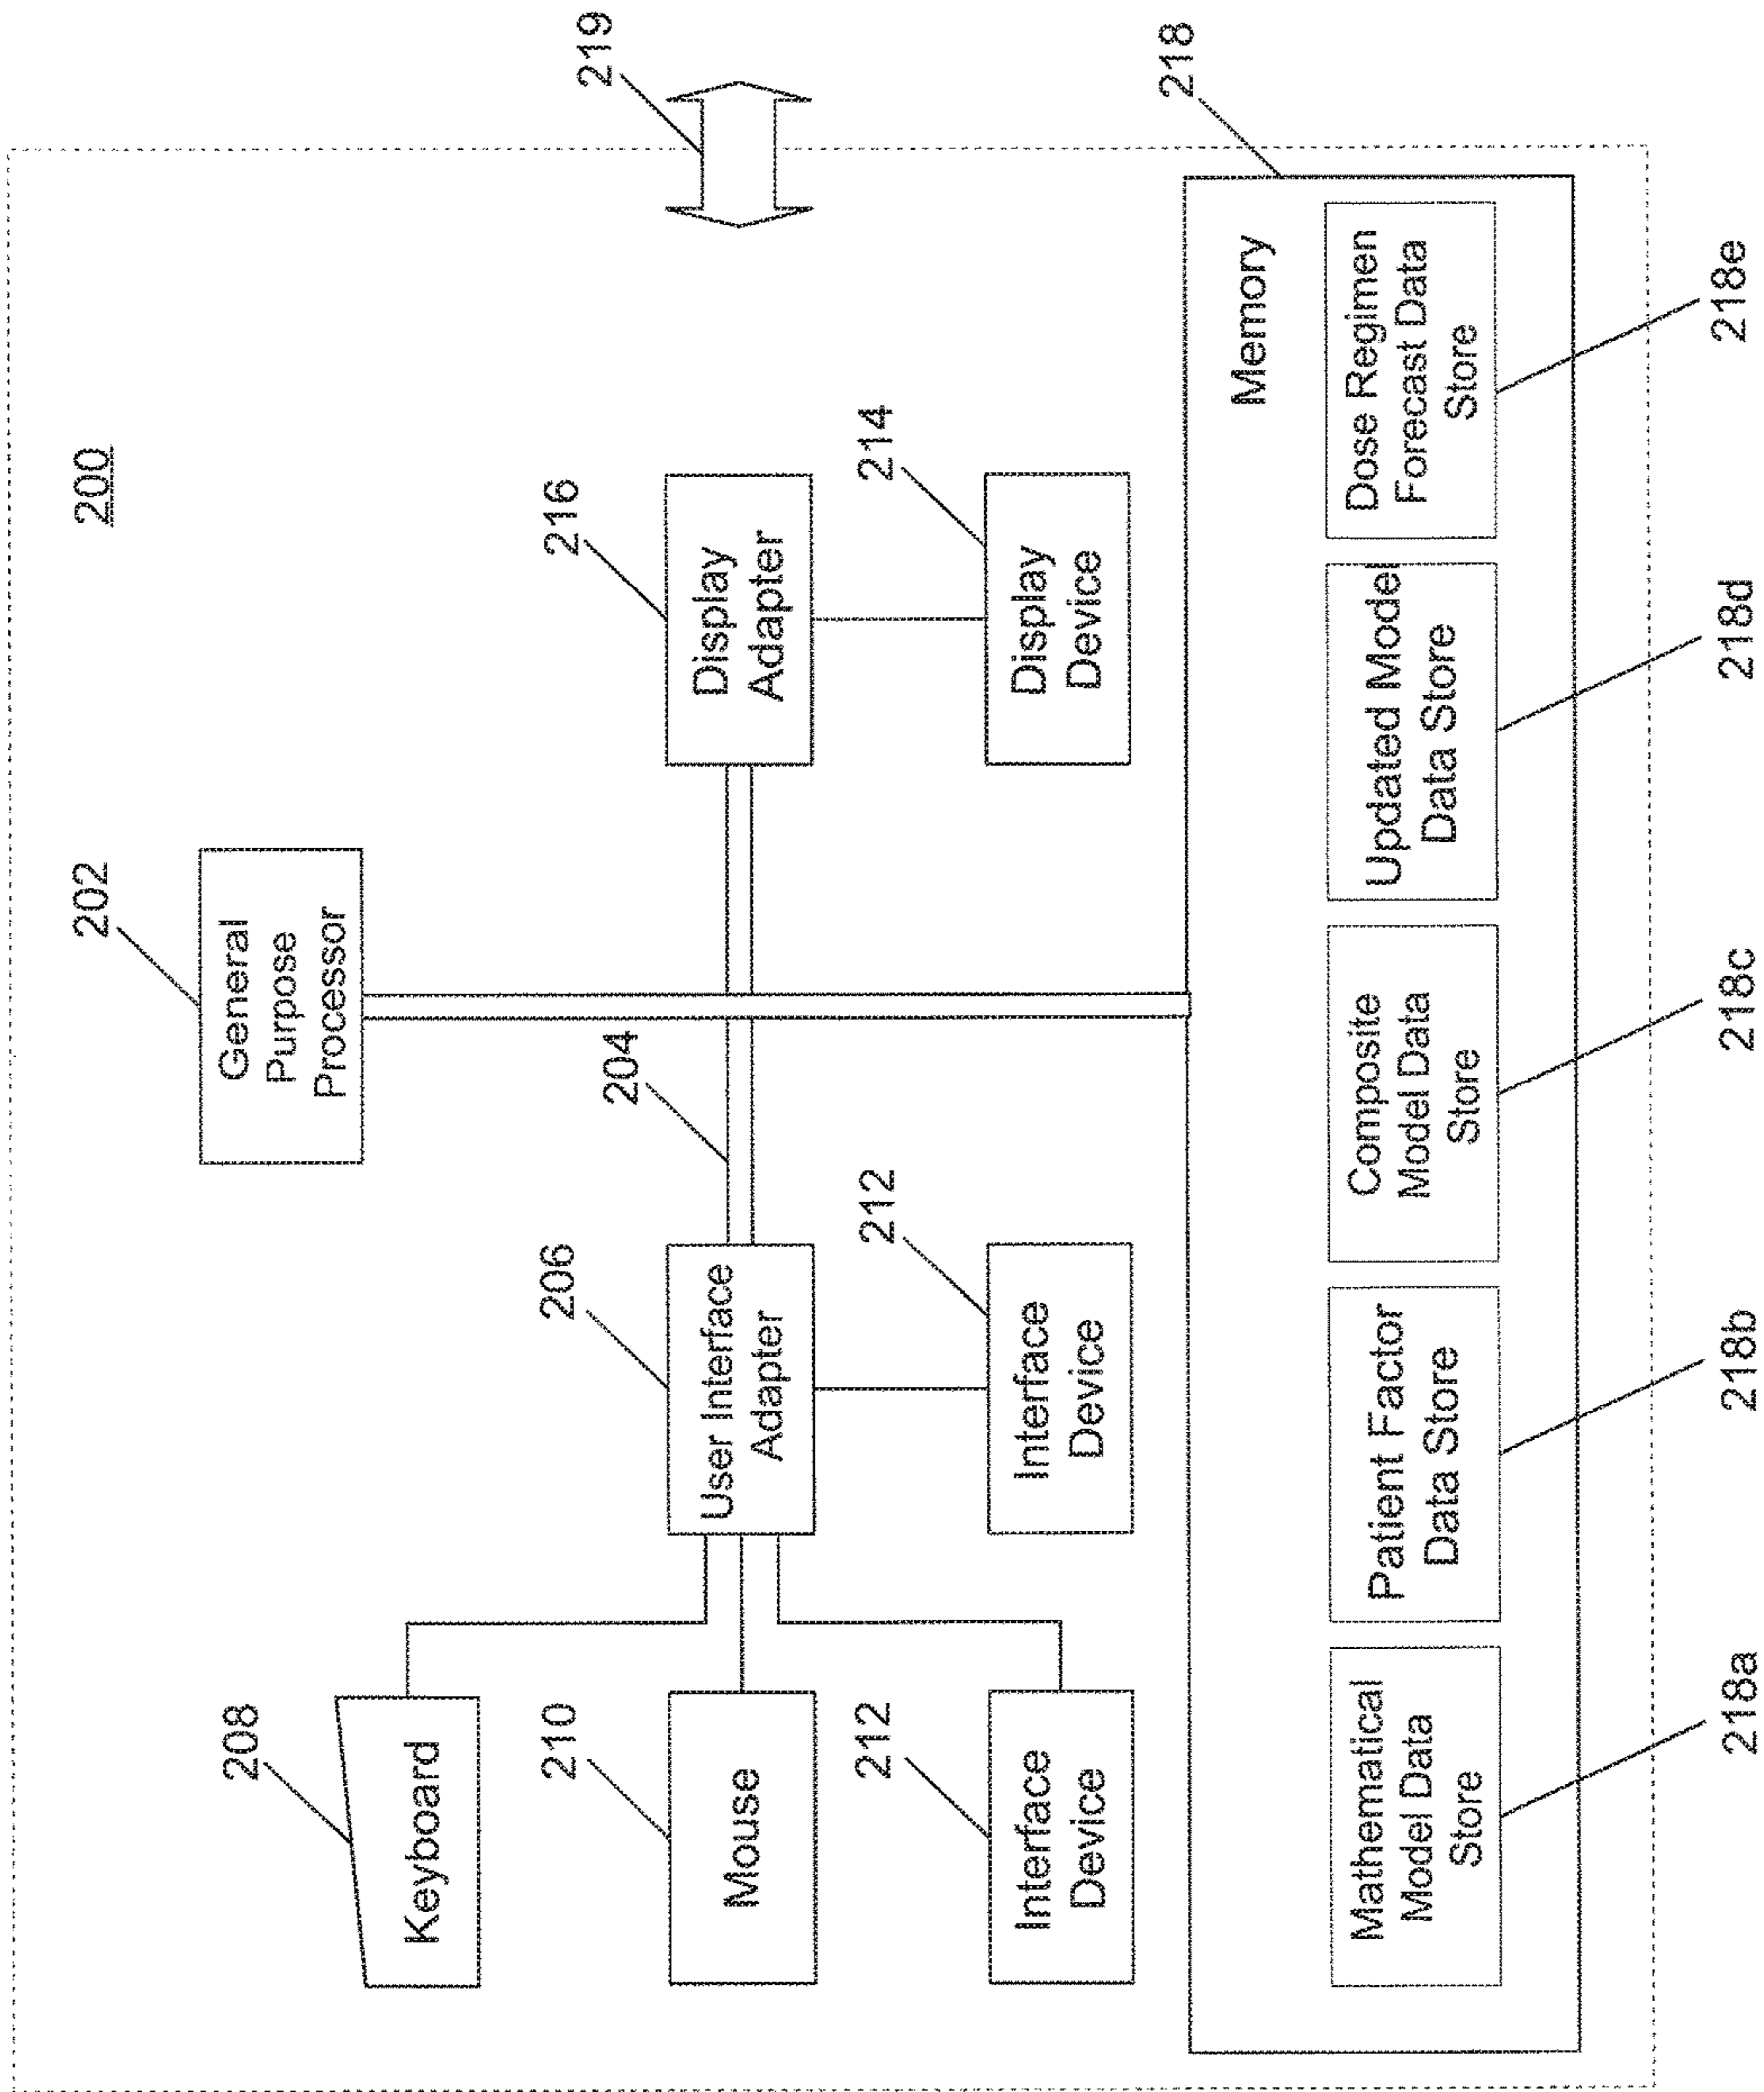 200
202
General
Purpose
Processor
219
204
206
User Interface
Adapter
216
Display
Adapter
208
Keyboard
210
Mouse
212
Interface
Device
212
Interface
Device
214
Display
Device
218
Memory
Mathematical
Model Data
Store
Patient Factor
Data Store
Composite
Model Data
Store
Updated Model
Data Store
Dose Regimen
Forecast Data
Store
218a
218b
218c
218d
218e